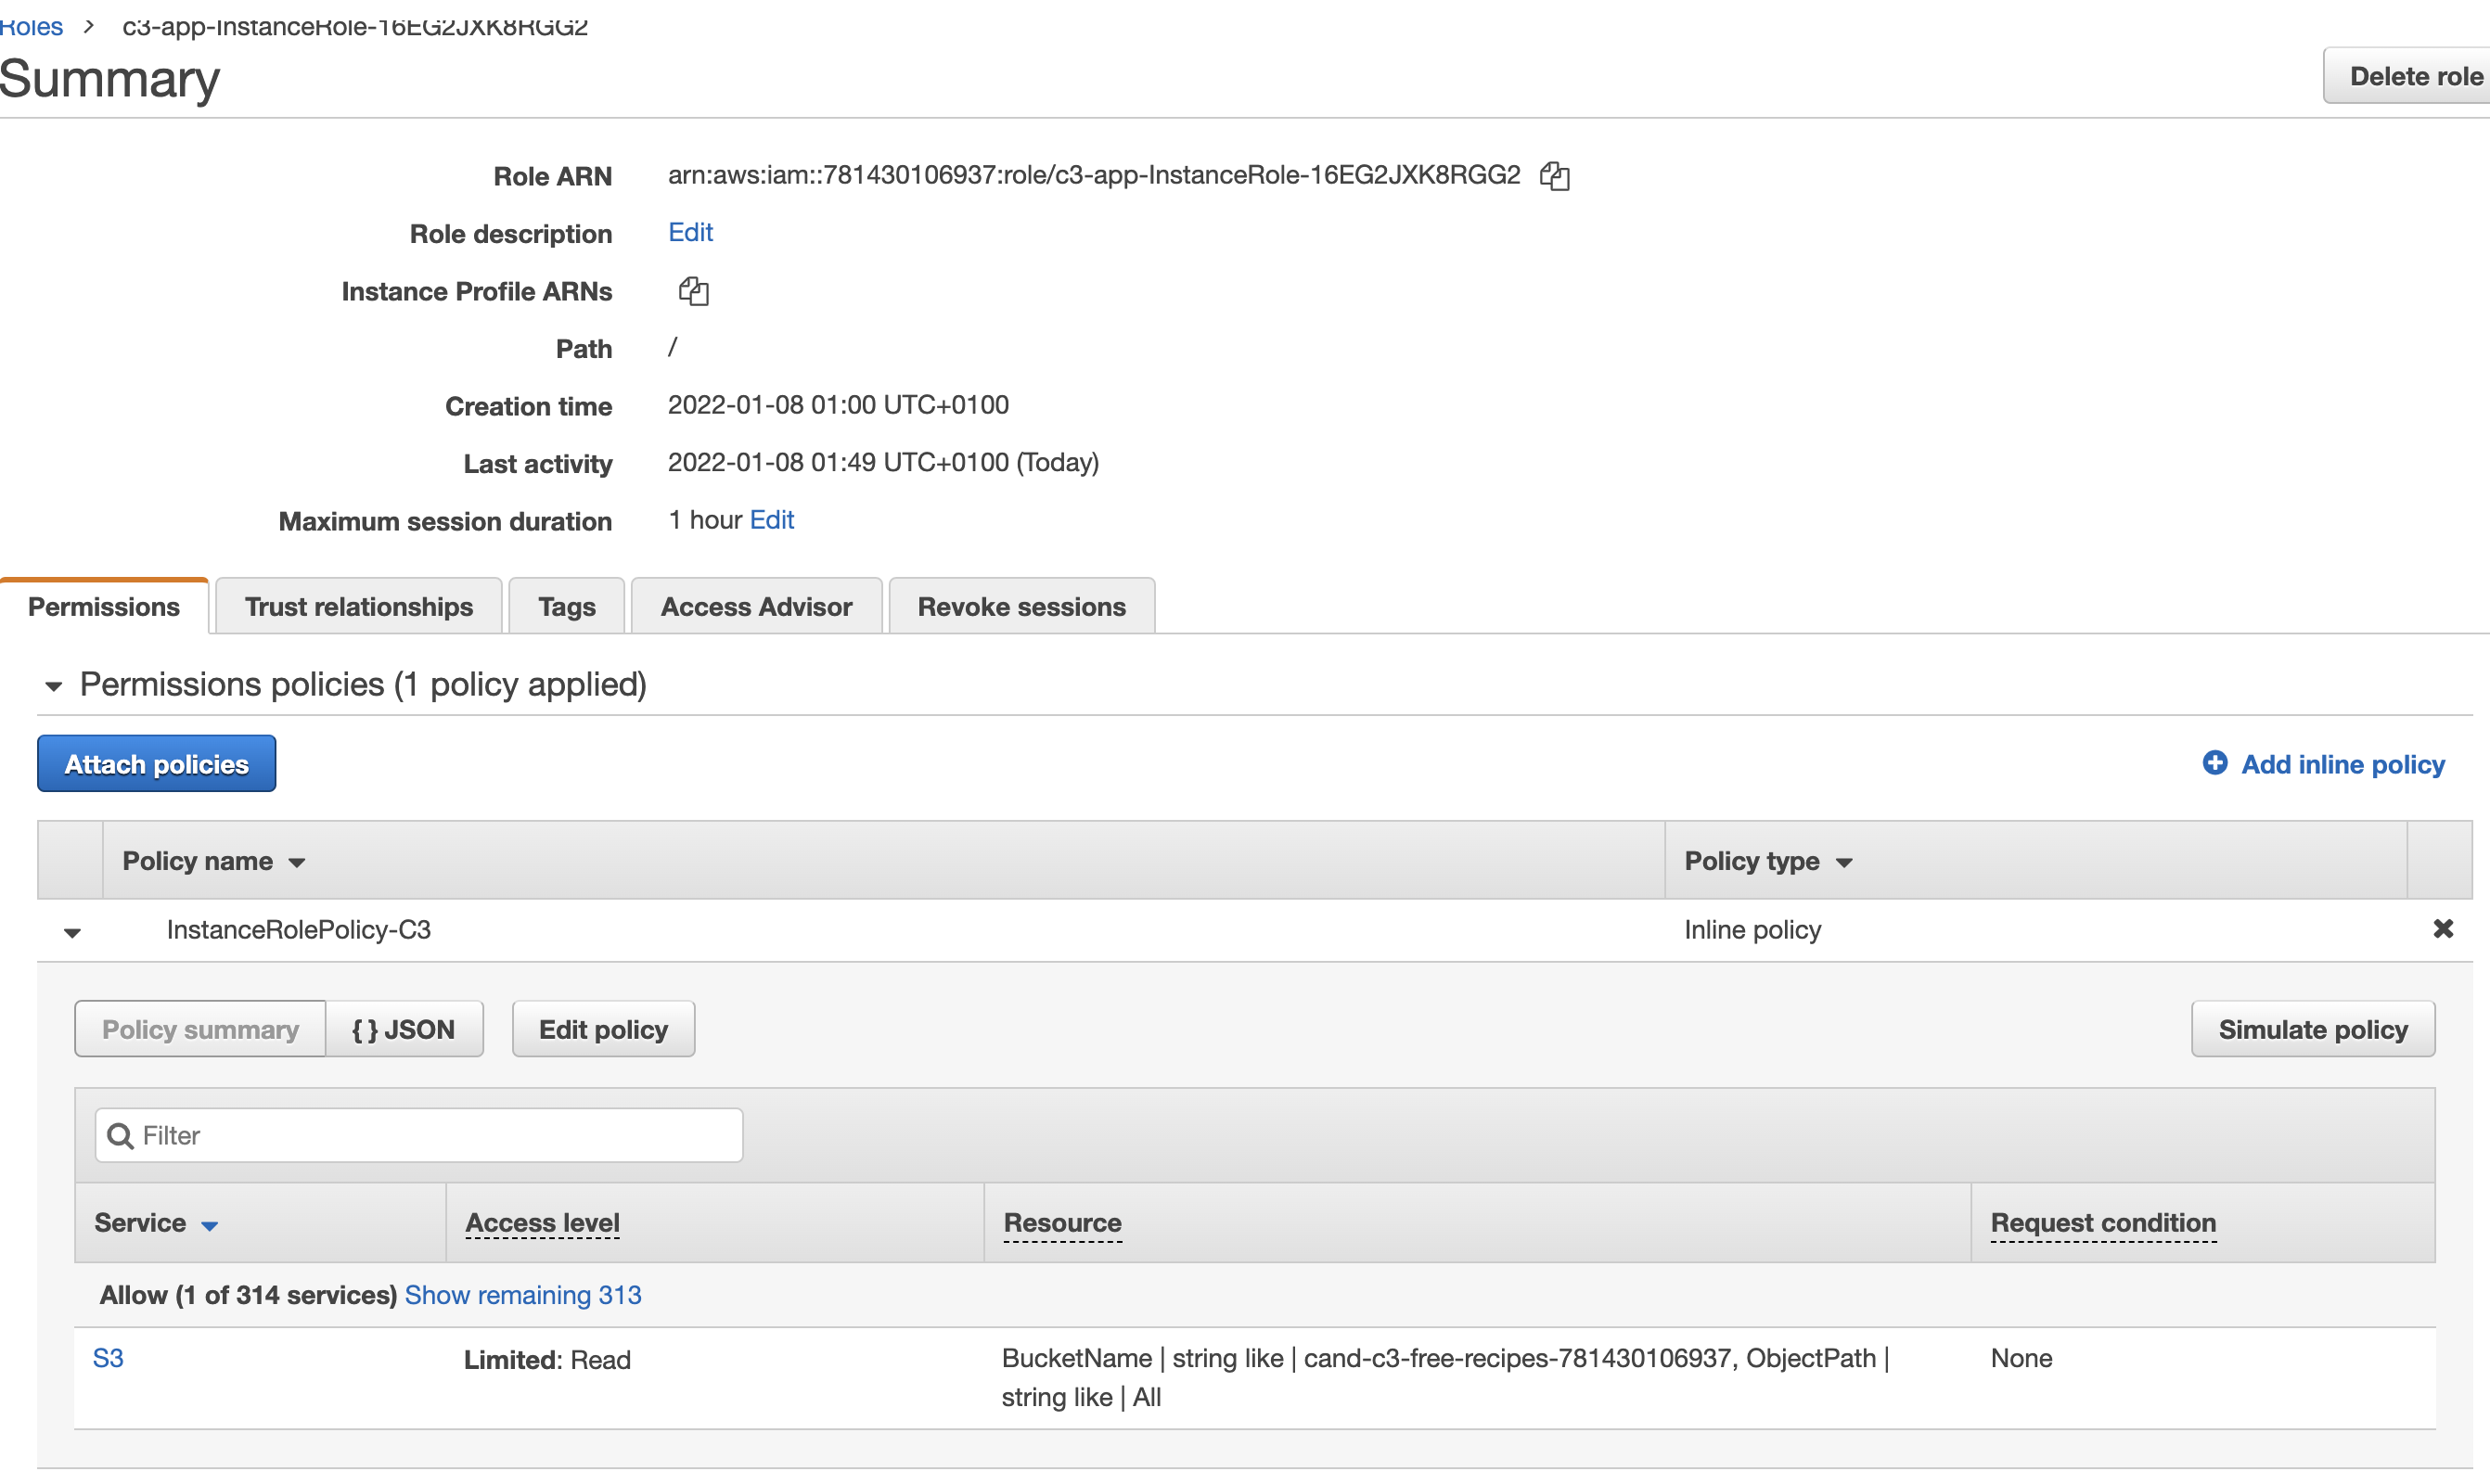 Roles > c3-app-InstanceRole-16EG2JXK8RGG2
Summary
Delete role
Role ARN arn:aws:iam::781430106937:role/c3-app-InstanceRole-16EG2JXK8RGG2
Role description Edit
Instance Profile ARNs
Path /
Creation time 2022-01-08 01:00 UTC+0100
Last activity 2022-01-08 01:49 UTC+0100 (Today)
Maximum session duration 1 hour Edit
Permissions Trust relationships Tags Access Advisor Revoke sessions
Permissions policies (1 policy applied)
Attach policies Add inline policy
Policy name Policy type
InstanceRolePolicy-C3 Inline policy
Policy summary { } JSON Edit policy Simulate policy
Filter
Service Access level Resource Request condition
Allow (1 of 314 services) Show remaining 313
S3 Limited: Read BucketName | string like | cand-c3-free-recipes-781430106937, ObjectPath | None
string like | All